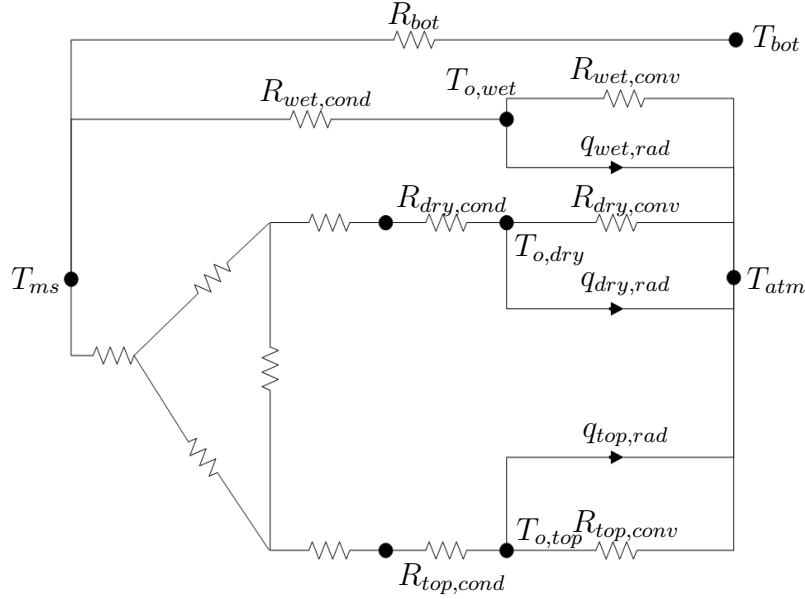 R_{bot}
T_{bot}
R_{wet,cond}
T_{o,wet}
R_{wet,conv}
q_{wet,rad}
R_{dry,cond}
R_{dry,conv}
T_{o,dry}
T_{ms}
q_{dry,rad}
T_{atm}
q_{top,rad}
T_{o,top}
R_{top,conv}
R_{top,cond}